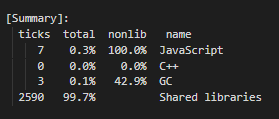 [Summary]:
ticks total nonlib name
7 0.3% 100.0% JavaScript
0 0.0% 0.0% C++
3 0.1% 42.9% GC
2590 99.7% Shared libraries